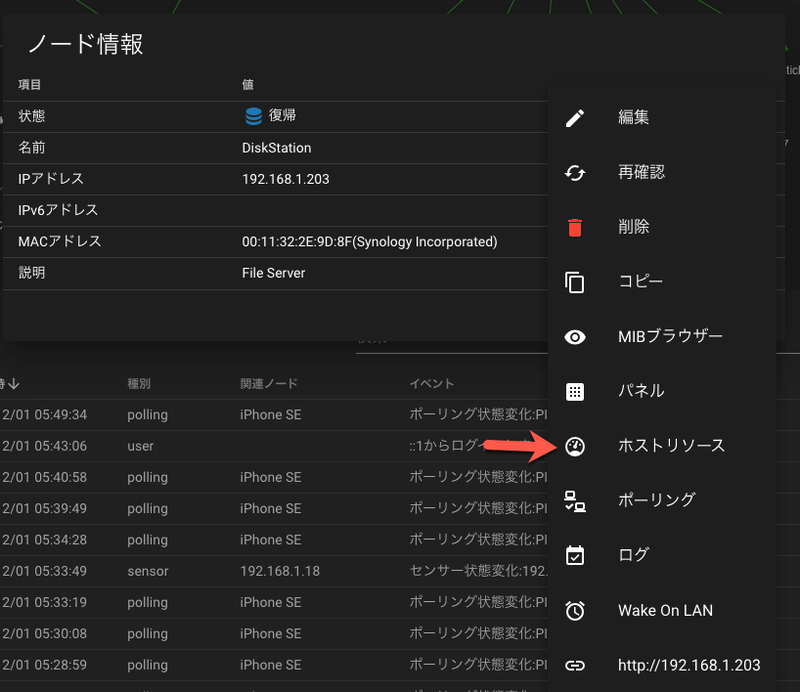 ノード情報
項目 値
状態 復帰
名前 DiskStation
IPアドレス 192.168.1.203
IPv6アドレス
MACアドレス 00:11:32:2E:9D:8F(Synology Incorporated)
説明 File Server
編集
再確認
削除
コピー
MIBブラウザー
パネル
ホストリソース
ポーリング
ログ
Wake On LAN
http://192.168.1.203
種別 関連ノード イベント
2/01 05:49:34 polling iPhone SE ポーリング状態変化:PI
2/01 05:43:06 user ::1からログ
2/01 05:40:58 polling iPhone SE ポーリング状態変化:PI
2/01 05:39:49 polling iPhone SE ポーリング状態変化:PI
2/01 05:34:28 polling iPhone SE ポーリング状態変化:PI
2/01 05:33:49 sensor 192.168.1.18 センサー状態変化:192.
2/01 05:33:19 polling iPhone SE ポーリング状態変化:PI
2/01 05:30:08 polling iPhone SE ポーリング状態変化:PI
2/01 05:28:59 polling iPhone SE ポーリング状態変化:PI